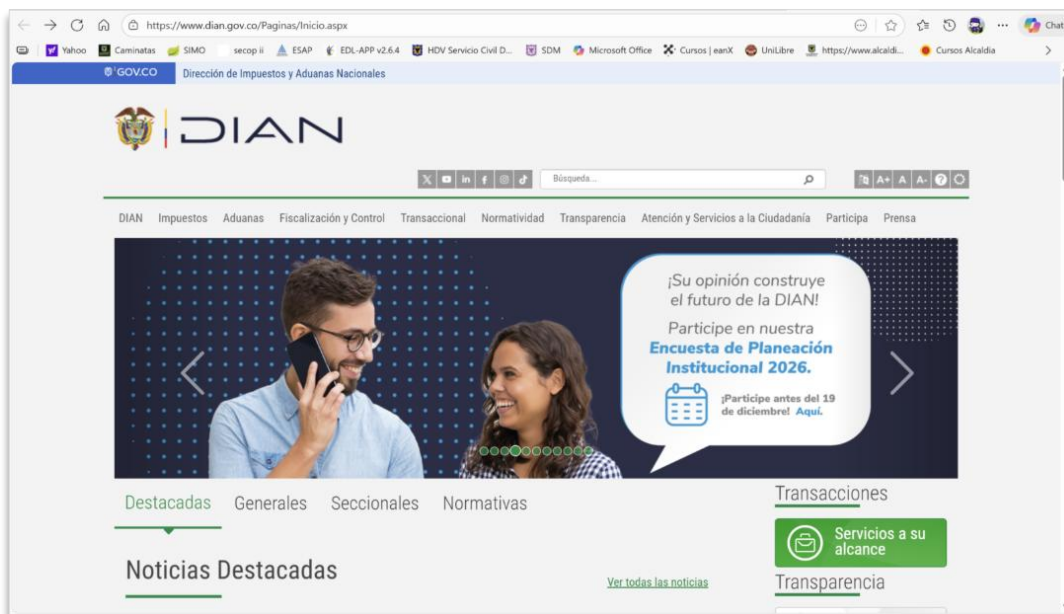 https://www.dian.gov.co/Paginas/Inicio.aspx
Chat
Yahoo
Caminatas
SIMO
secop ii
ESAP
EDL-APP v2.6.4
HDV Servicio Civil D...
SDM
Microsoft Office
Cursos | eanX
UniLibre
https://www.alcaldi...
Cursos Alcaldia
GOV.CO
Dirección de Impuestos y Aduanas Nacionales
DIAN
Búsqueda...
A+ A A-
DIAN
Impuestos
Aduanas
Fiscalización y Control
Transaccional
Normatividad
Transparencia
Atención y Servicios a la Ciudadanía
Participa
Prensa
¡Su opinión construye
el futuro de la DIAN!
Participe en nuestra
Encuesta de Planeación
Institucional 2026.
¡Participe antes del 19
de diciembre! Aquí.
Destacadas
Generales
Seccionales
Normativas
Transacciones
Servicios a su
alcance
Noticias Destacadas
Ver todas las noticias
Transparencia